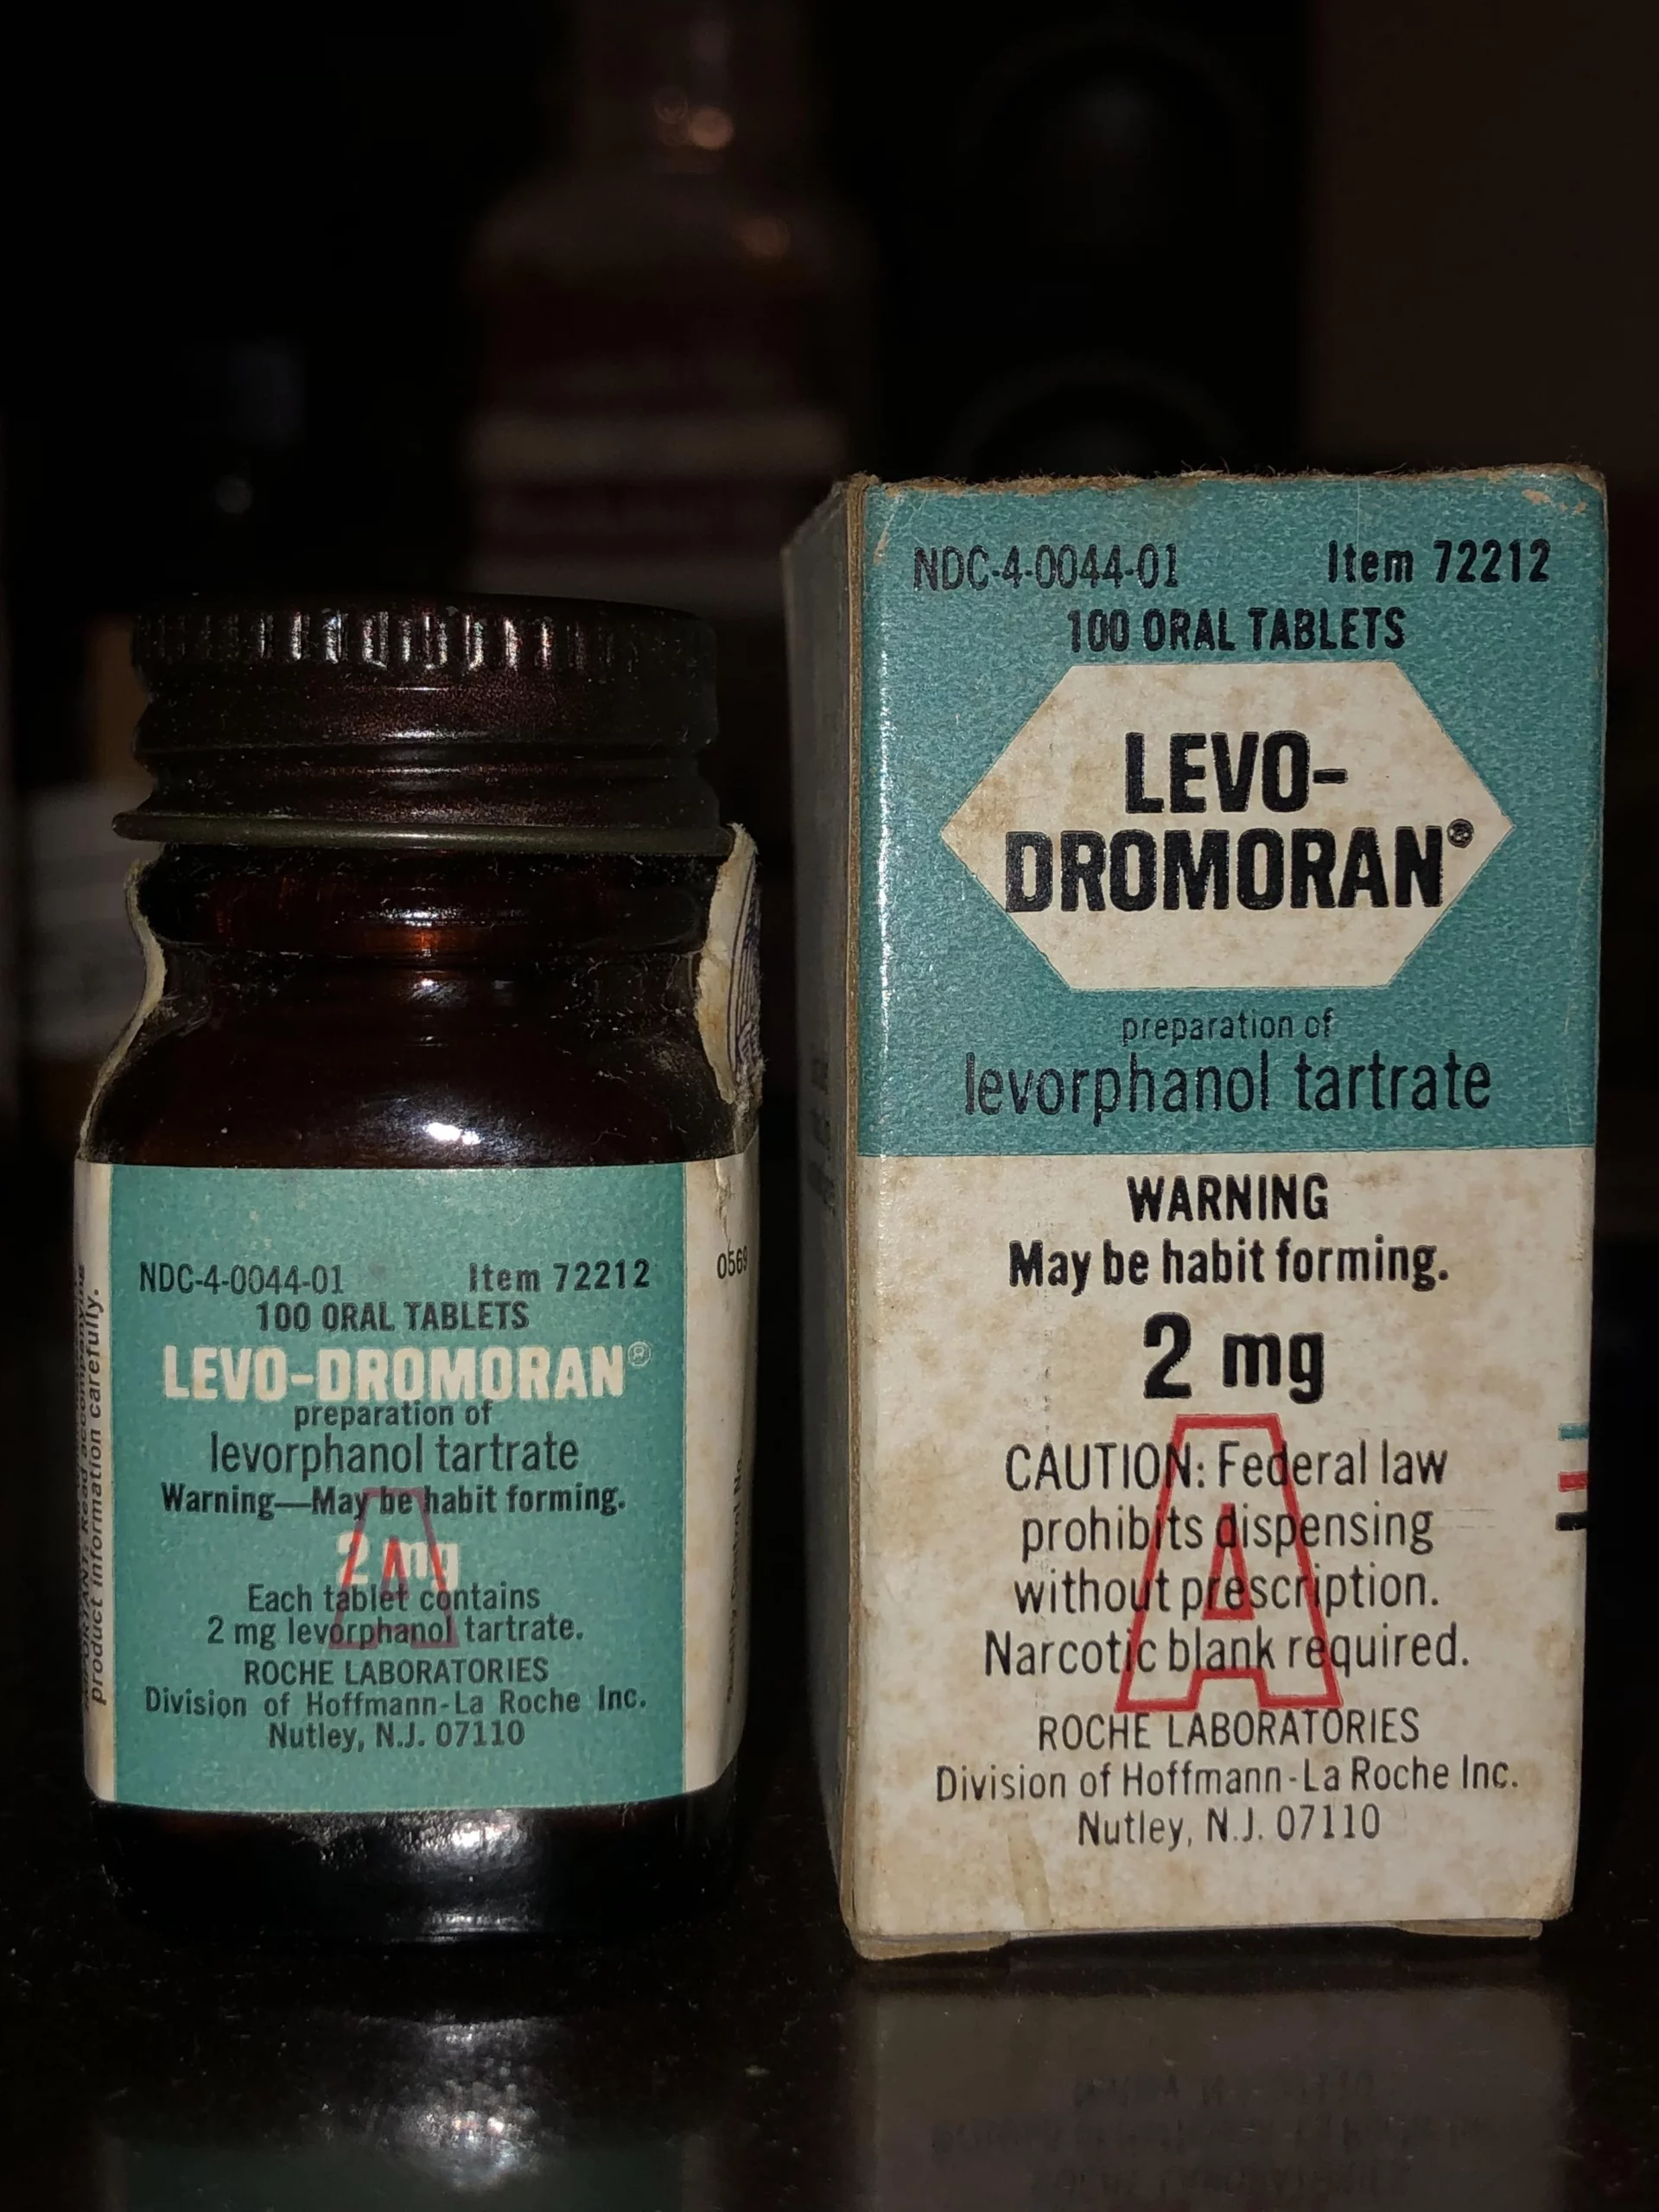 NDC-4-0044-01 Item 72212
100 ORAL TABLETS
LEVO-DROMORAN®
preparation of
levorphanol tartrate
Warning—May be habit forming.
2 mg
A
Each tablet contains
2 mg levorphanol tartrate.
ROCHE LABORATORIES
Division of Hoffmann-La Roche Inc.
Nutley, N.J. 07110
IMPORTANT: Read accompanying
product information carefully.
0569
NDC-4-0044-01 Item 72212
100 ORAL TABLETS
LEVO-
DROMORAN®
preparation of
levorphanol tartrate
WARNING
May be habit forming.
2 mg
A
CAUTION: Federal law
prohibits dispensing
without prescription.
Narcotic blank required.
ROCHE LABORATORIES
Division of Hoffmann-La Roche Inc.
Nutley, N.J. 07110